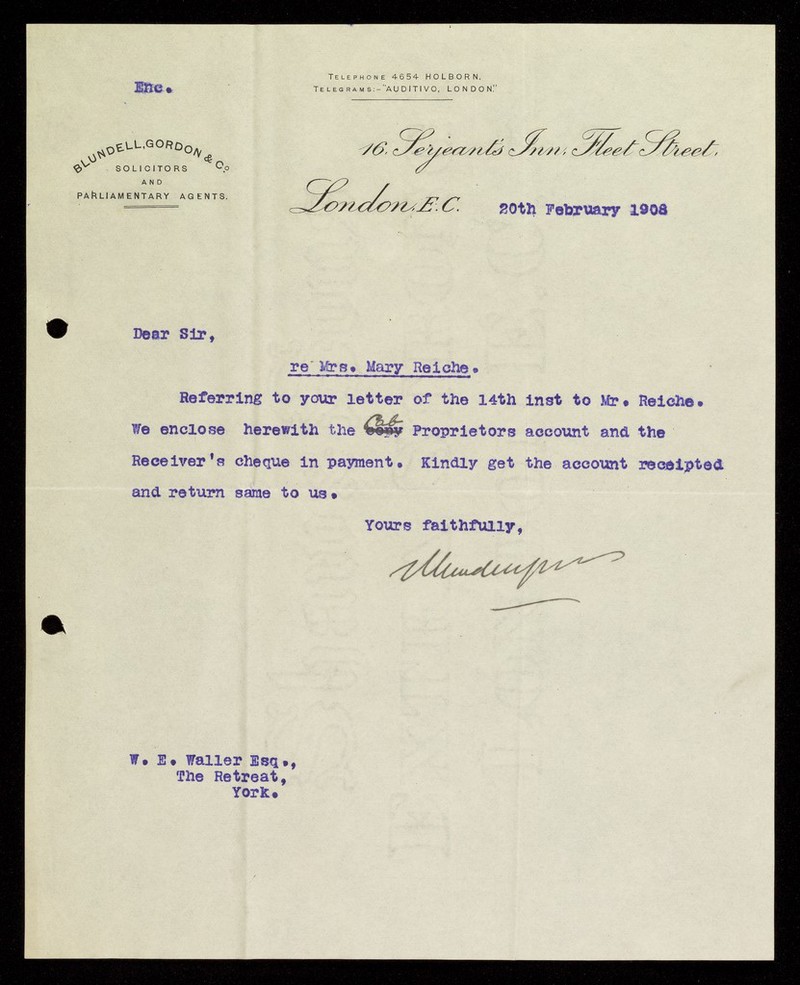 Enc.
TELEPHONE 4654 HOLBORN.
TELEGRAMS:- "AUDITIVO, LONDON."
BLUNDELL, GORDON & Co
SOLICITORS
AND
PARLIAMENTARY AGENTS.
16. Serjeant's Inn, Fleet Street,
London, E.C. 20th February 1908
Dear Sir,
re Mrs. Mary Reiche.
Referring to your letter of the 14th inst to Mr. Reiche.
We enclose herewith the Cab Proprietors account and the
Receiver's cheque in payment. Kindly get the account receipted
and return same to us.
Yours faithfully,
W. E. Waller Esq.,
The Retreat,
York.